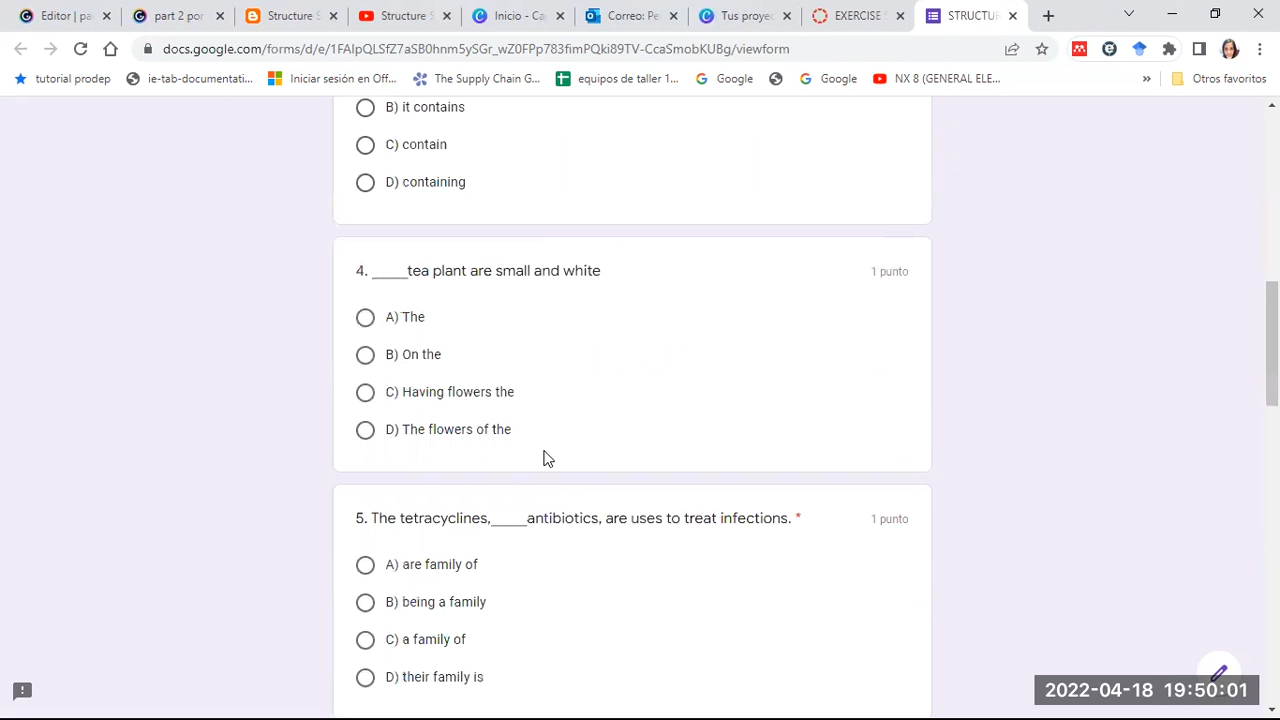 Editor | pa
part 2 por
Structure S
Structure S
Inicio - Ca
Correo: Pe
Tus proye
EXERCISE S
STRUCTUR
docs.google.com/forms/d/e/1FAIpQLSfZ7aSB0hnm5ySGr_wZ0FPp783fimPQki89TV-CcaSmobKUBg/viewform
tutorial prodep
ie-tab-documentati...
Iniciar sesión en Off...
The Supply Chain G...
equipos de taller 1...
Google
Google
NX 8 (GENERAL ELE...
»
Otros favoritos
B) it contains
C) contain
D) containing
4. _____tea plant are small and white
1 punto
A) The
B) On the
C) Having flowers the
D) The flowers of the
5. The tetracyclines,_____antibiotics, are uses to treat infections. *
1 punto
A) are family of
B) being a family
C) a family of
D) their family is
2022-04-18 19:50:01